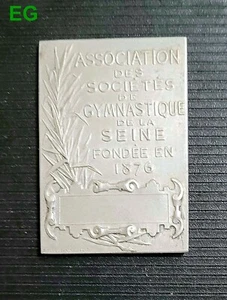 EG
ASSOCIATION
DES
SOCIÉTÉS
DE
GYMNASTIQUE
DE LA
SEINE
FONDÉE EN
1876